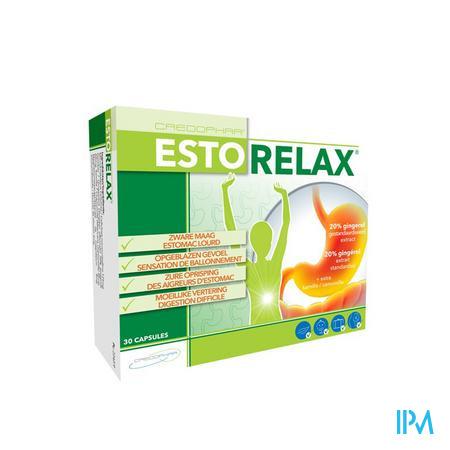 CREDOPHAR®
ESTORELAX®
ZWARE MAAG
ESTOMAC LOURD
OPGEBLAZEN GEVOEL
SENSATION DE BALLONNEMENT
ZURE OPRISPING
DES AIGREURS D'ESTOMAC
MOEILIJKE VERTERING
DIGESTION DIFFICILE
20% gingerol
gestandaardiseerd
extract
20% gingérol
extrait
standardisé
+ extra
kamille / camomille
30 CAPSULES
CREDOPHAR
ESTORELAX
IPM